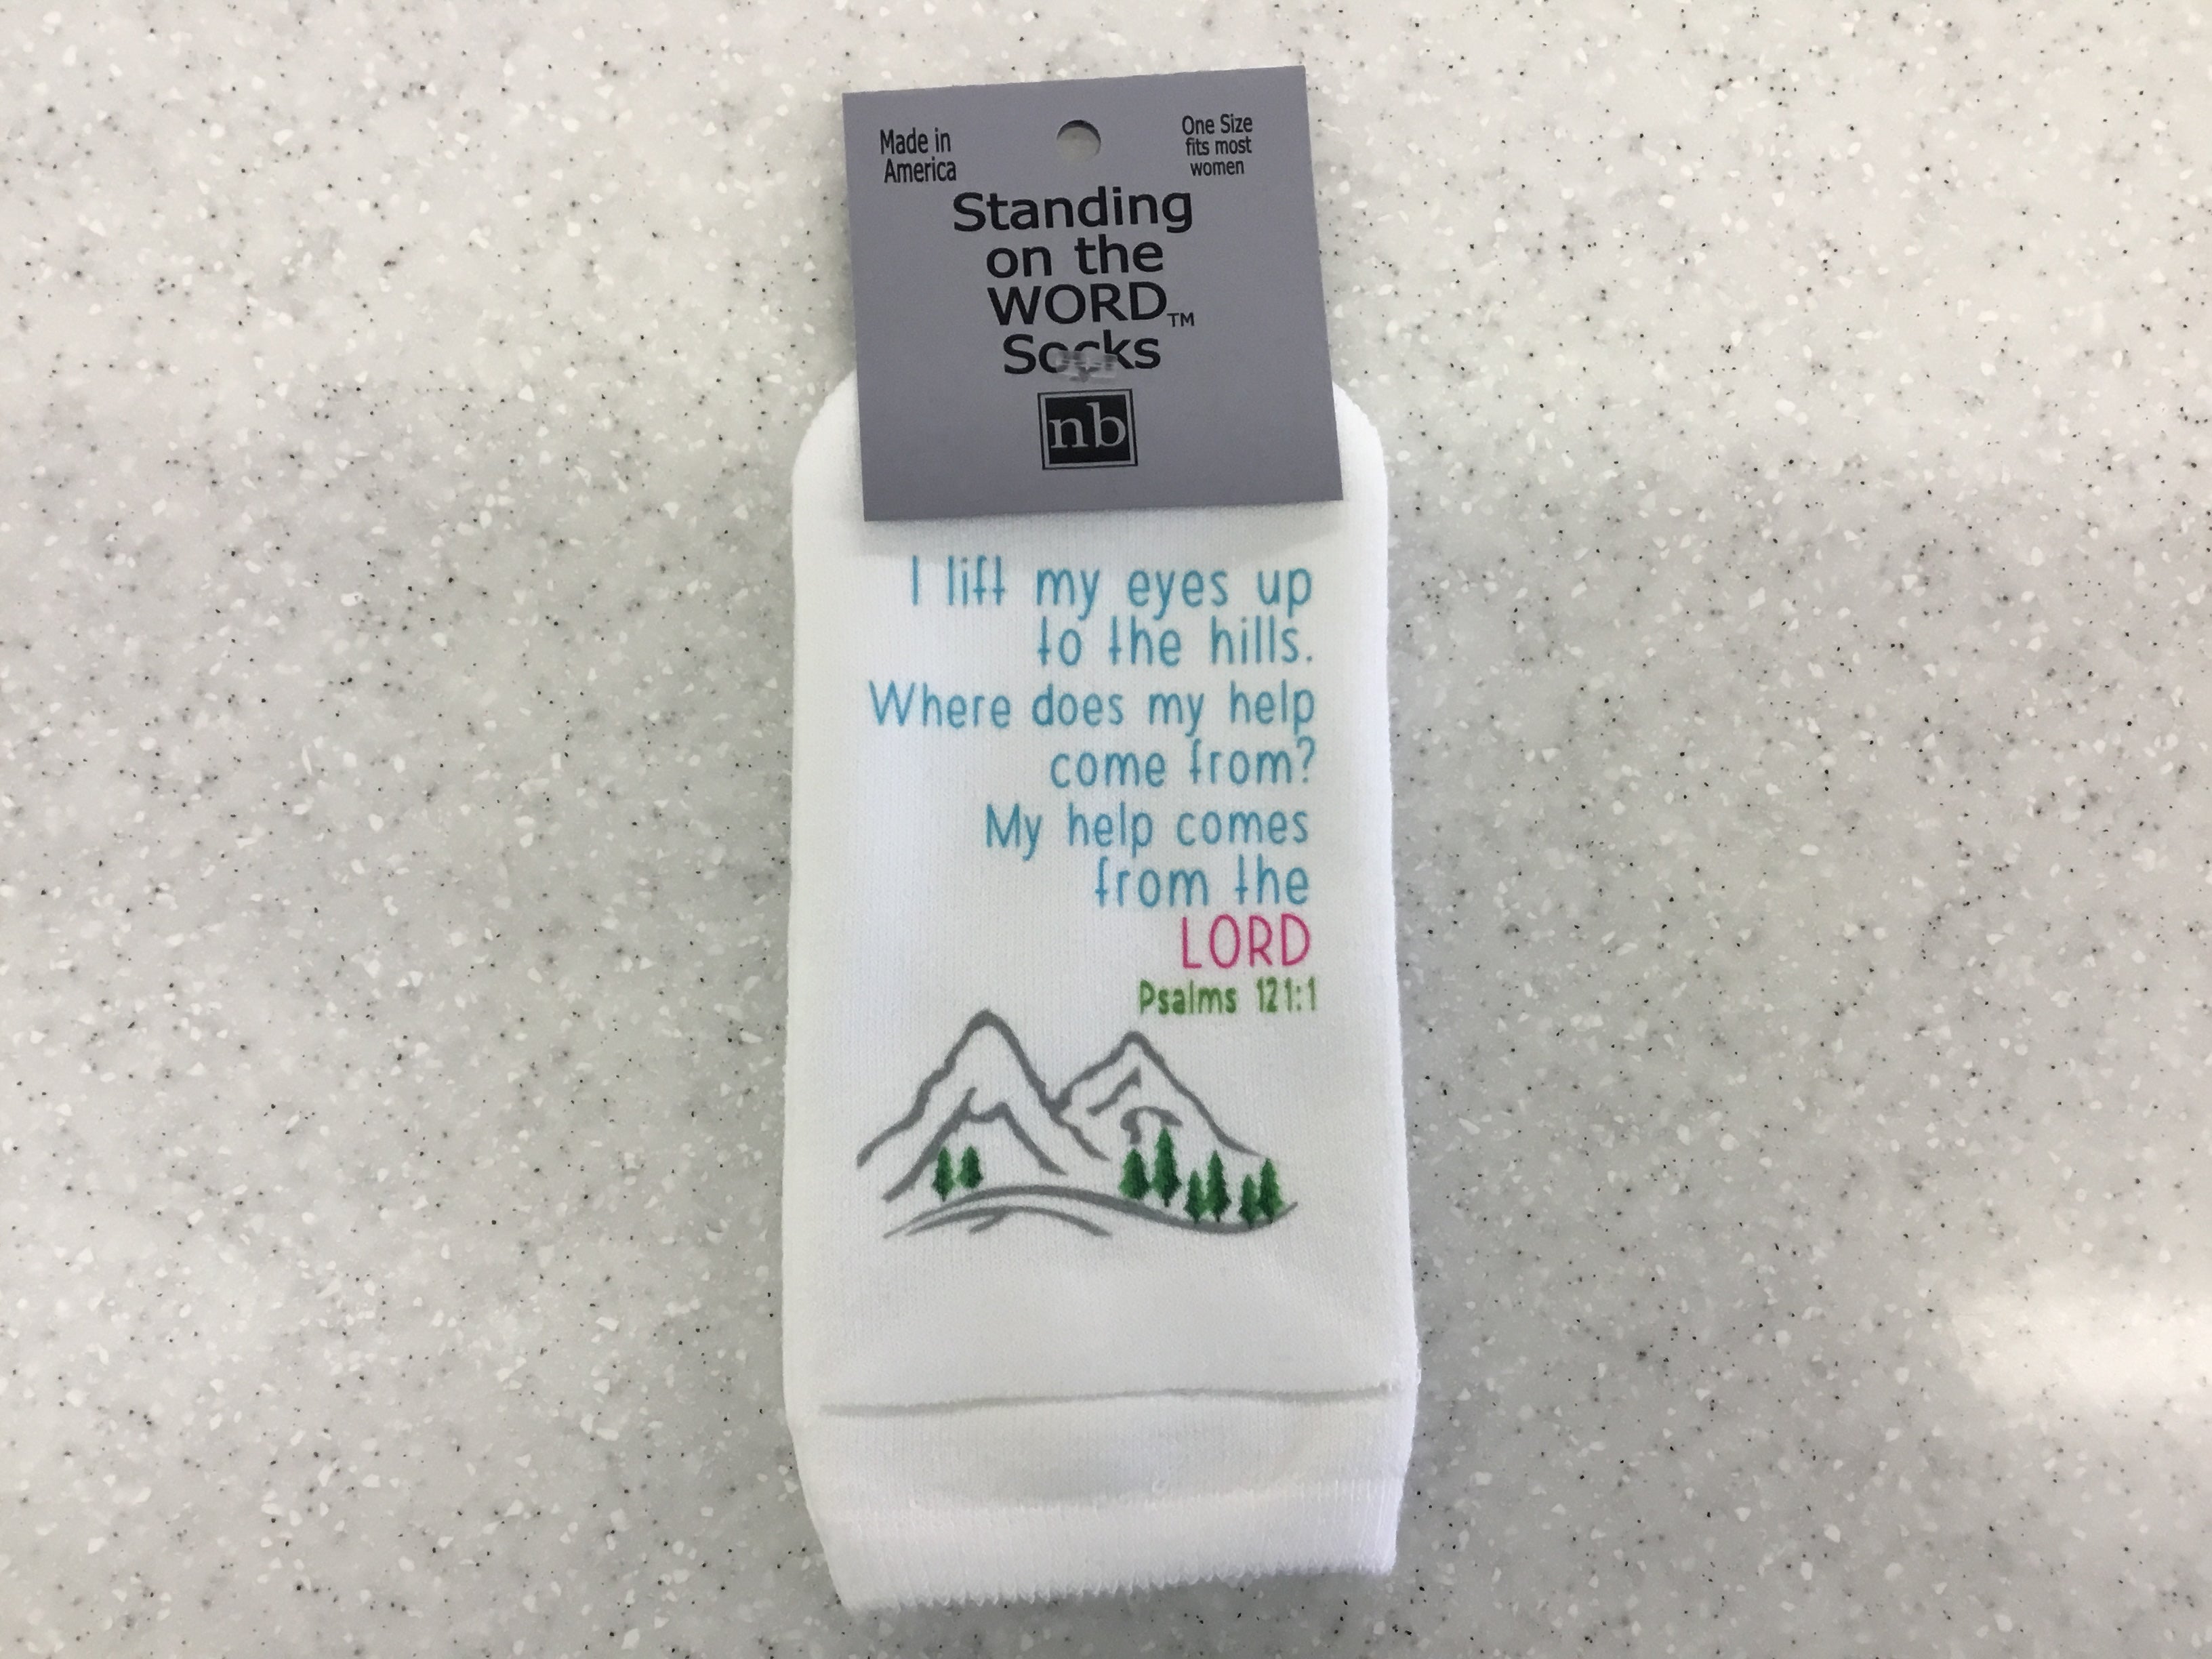 Made in
America
One Size
fits most
women
Standing
on the
WORD™
Socks
nb
I lift my eyes up
to the hills.
Where does my help
come from?
My help comes
from the
LORD
Psalms 121:1